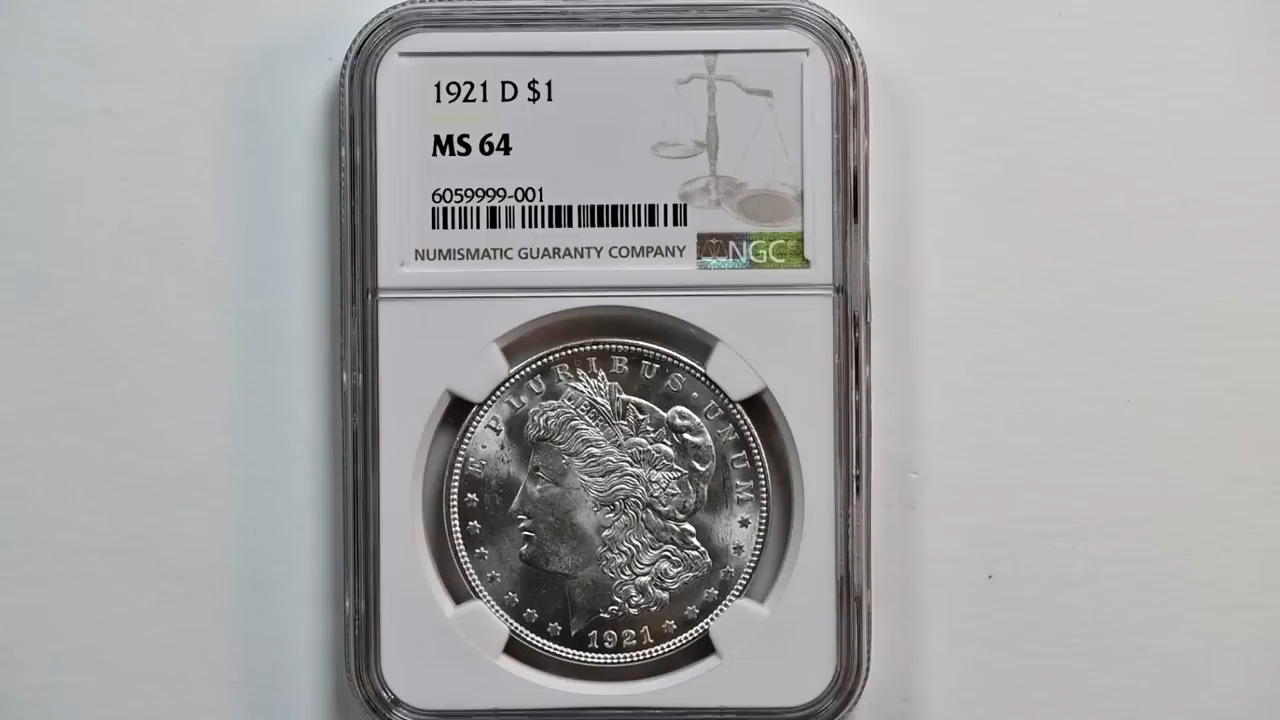 1921 D $1
MS 64
6059999-001
NUMISMATIC GUARANTY COMPANY
NGC
E · PLURIBUS · UNUM
LIBERTY
1921